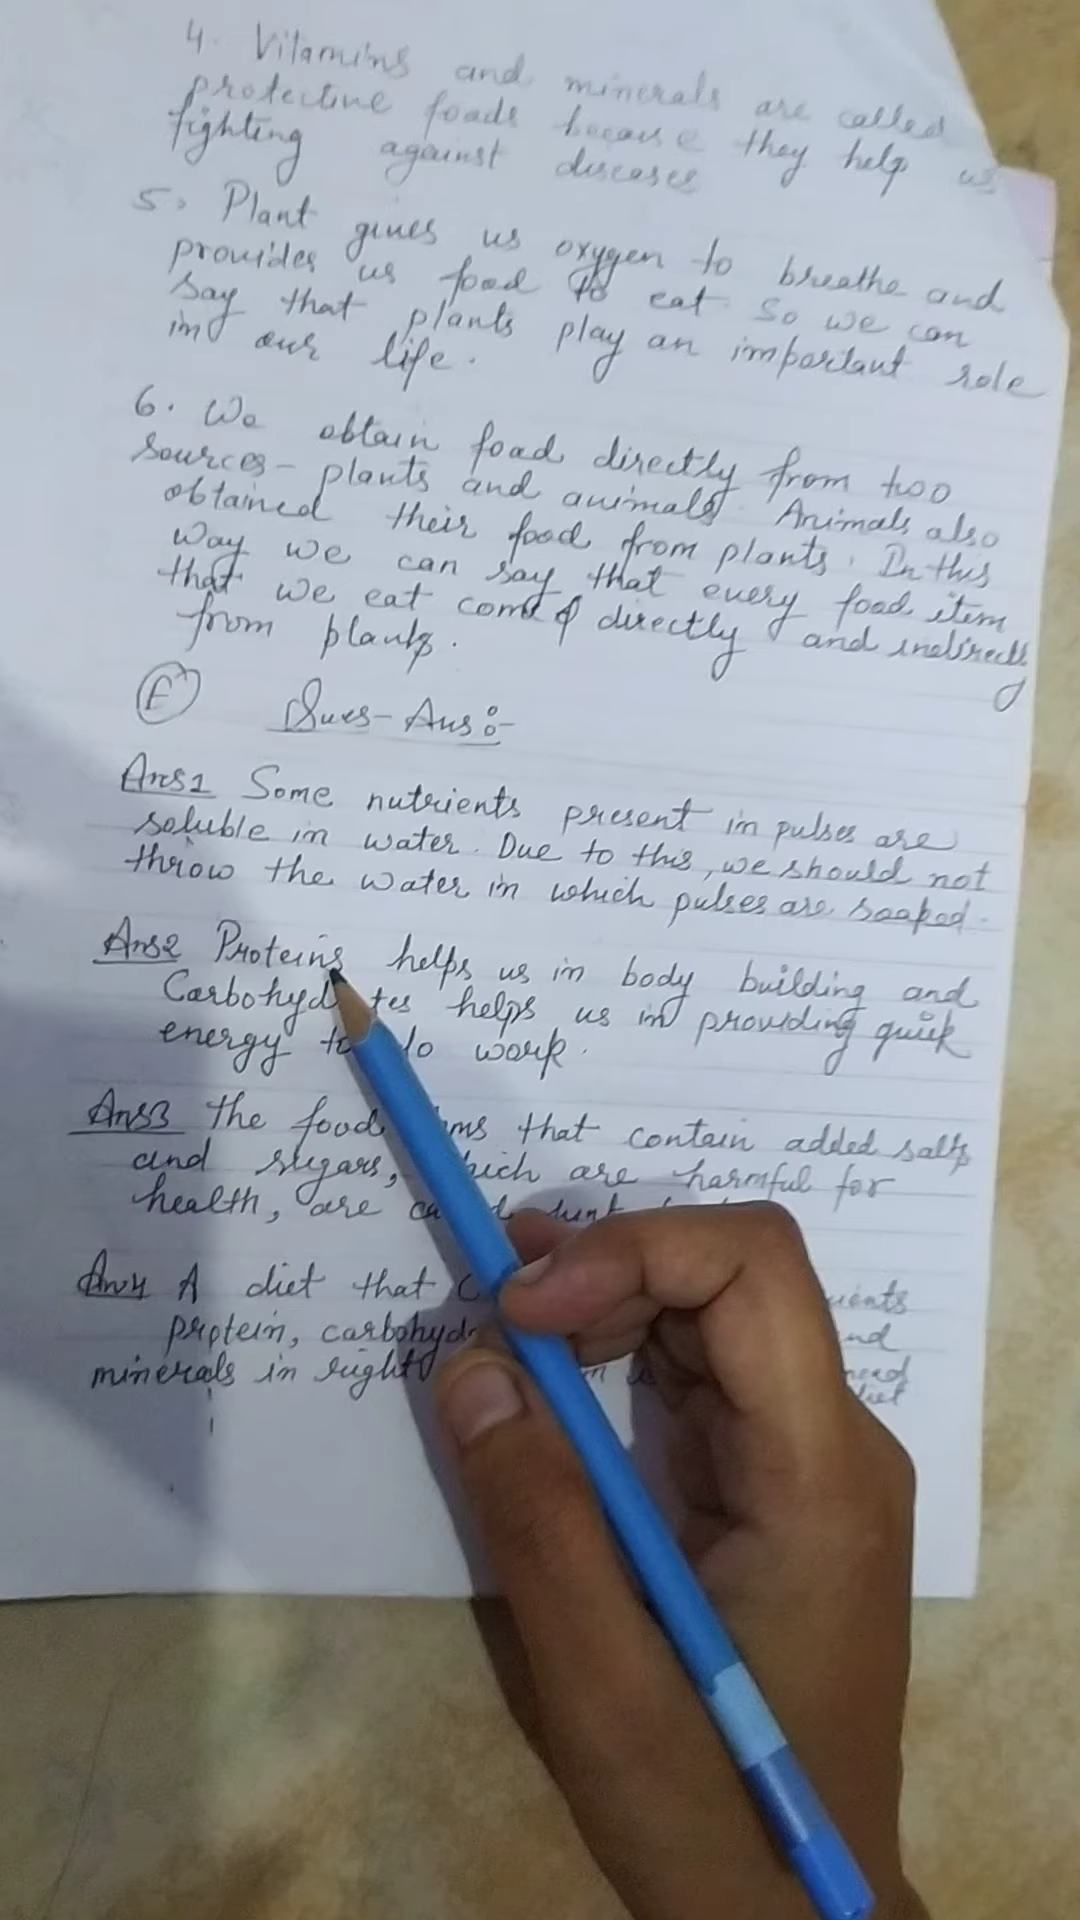 4. Vitamins and minerals are called
protective foods because they help us
fighting against diseases
5. Plant gives us oxygen to breathe and
provides us food to eat. So we can
say that plants play an important role
in our life.
6. We obtain food directly from two
sources - plants and animals. Animals also
obtained their food from plants. In this
way we can say that every food item
that we eat come directly and indirectly
from plants.
F Ques-Ans:-
Ans1 Some nutrients present in pulses are
soluble in water. Due to this, we should not
throw the water in which pulses are soaked.
Ans2 Proteins helps us in body building and
Carbohyd tes helps us in providing quick
energy to do work.
Ans3 The food ms that contain added salts
and sugars, hich are harmful for
health, are
Ans4 A diet that
protein, carbohyd nd
minerals in right